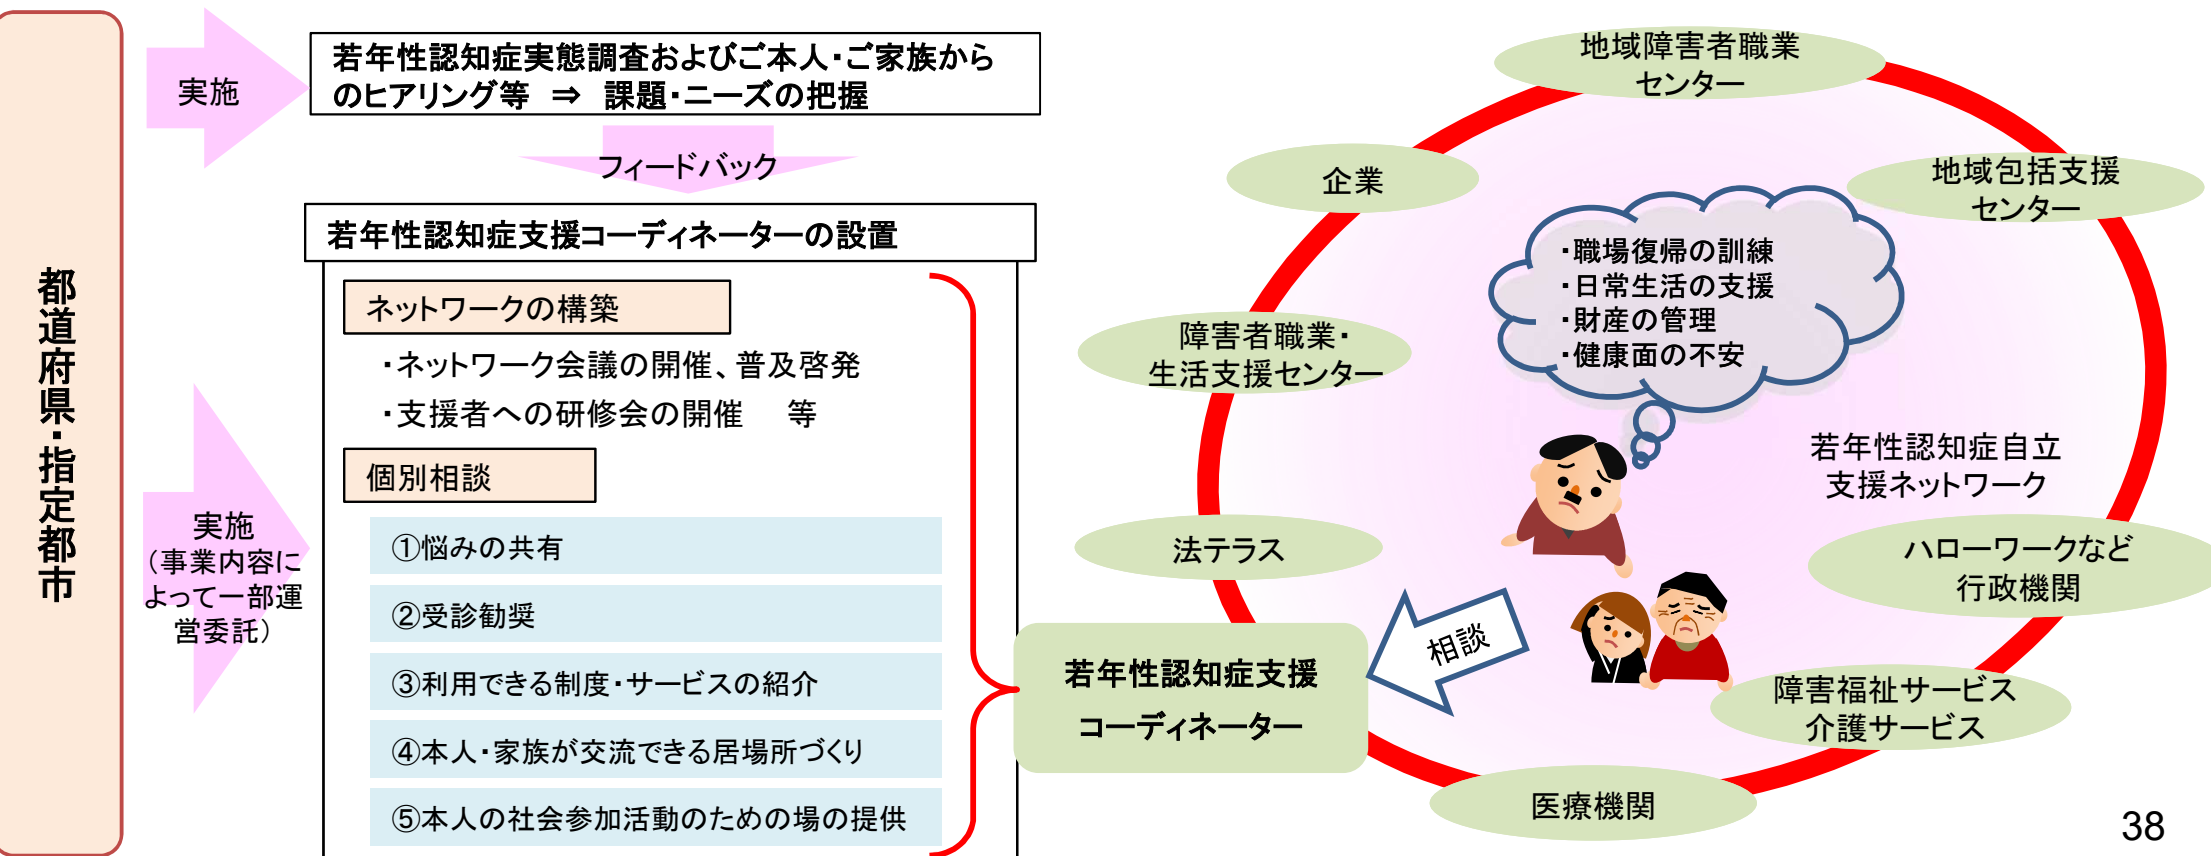 都道府県・指定都市
実施
若年性認知症実態調査およびご本人・ご家族から
のヒアリング等 ⇒ 課題・ニーズの把握
フィードバック
若年性認知症支援コーディネーターの設置
ネットワークの構築
・ネットワーク会議の開催、普及啓発
・支援者への研修会の開催 等
個別相談
①悩みの共有
②受診勧奨
③利用できる制度・サービスの紹介
④本人・家族が交流できる居場所づくり
⑤本人の社会参加活動のための場の提供
実施
（事業内容に
よって一部運
営委託）
地域障害者職業
センター
企業
地域包括支援
センター
・職場復帰の訓練
・日常生活の支援
・財産の管理
・健康面の不安
障害者職業・
生活支援センター
若年性認知症自立
支援ネットワーク
法テラス
ハローワークなど
行政機関
相談
若年性認知症支援
コーディネーター
障害福祉サービス
介護サービス
医療機関
38